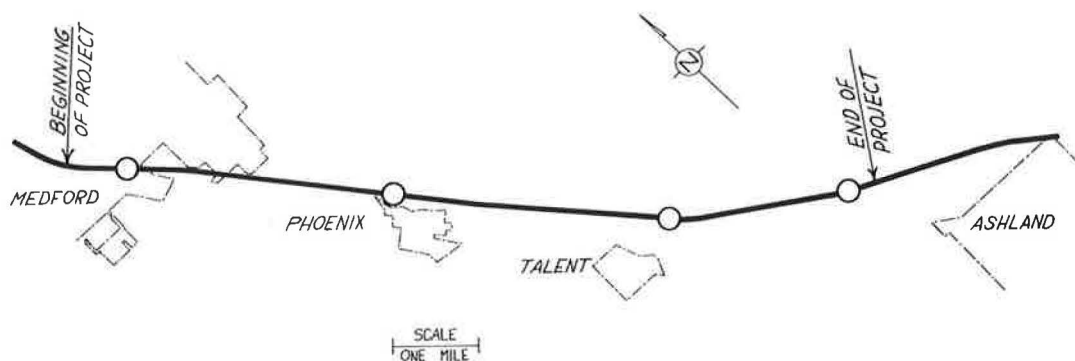 BEGINNING
OF PROJECT
N
END OF
PROJECT
MEDFORD
PHOENIX
TALENT
ASHLAND
SCALE
ONE MILE